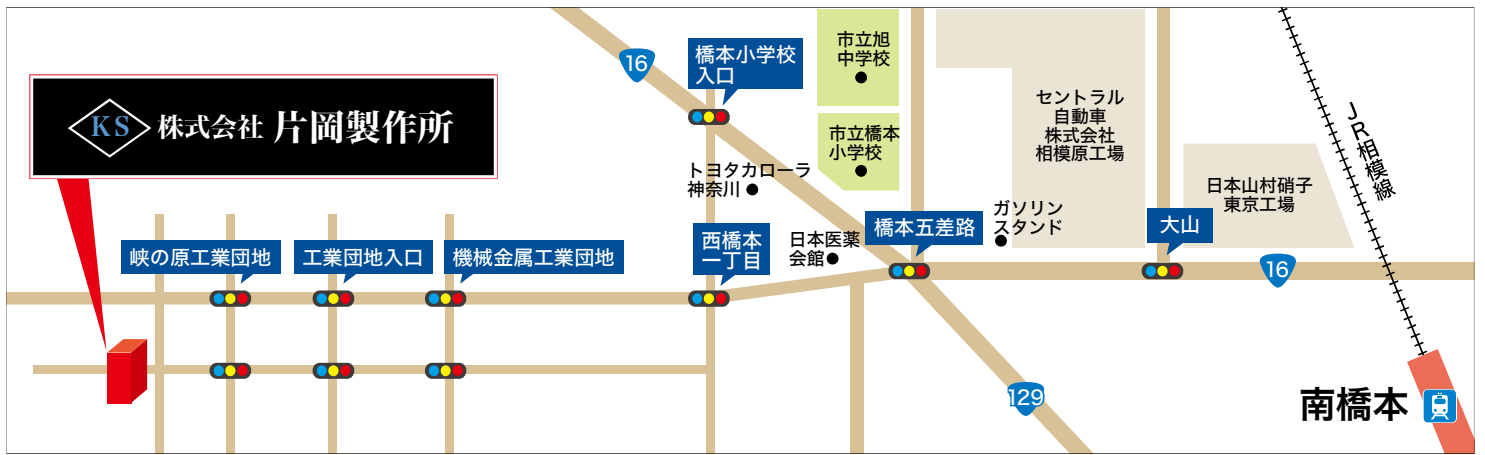 KS 株式会社 片岡製作所
16
橋本小学校
入口
市立旭
中学校
市立橋本
小学校
セントラル
自動車
株式会社
相模原工場
JR相模線
トヨタカローラ
神奈川
日本山村硝子
東京工場
ガソリン
スタンド
大山
橋本五差路
西橋本
一丁目
日本医薬
会館
峡の原工業団地
工業団地入口
機械金属工業団地
16
129
南橋本